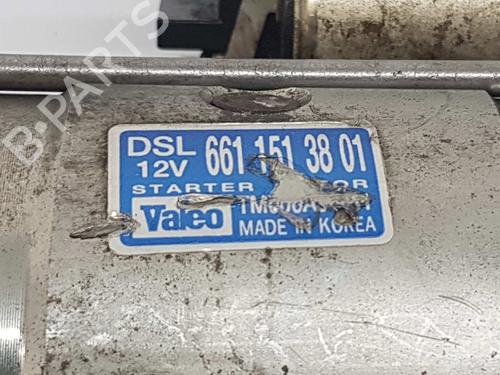 B-PARTS
DSL 661 151 38 01
12V
STARTER
Valeo
MADE IN KOREA